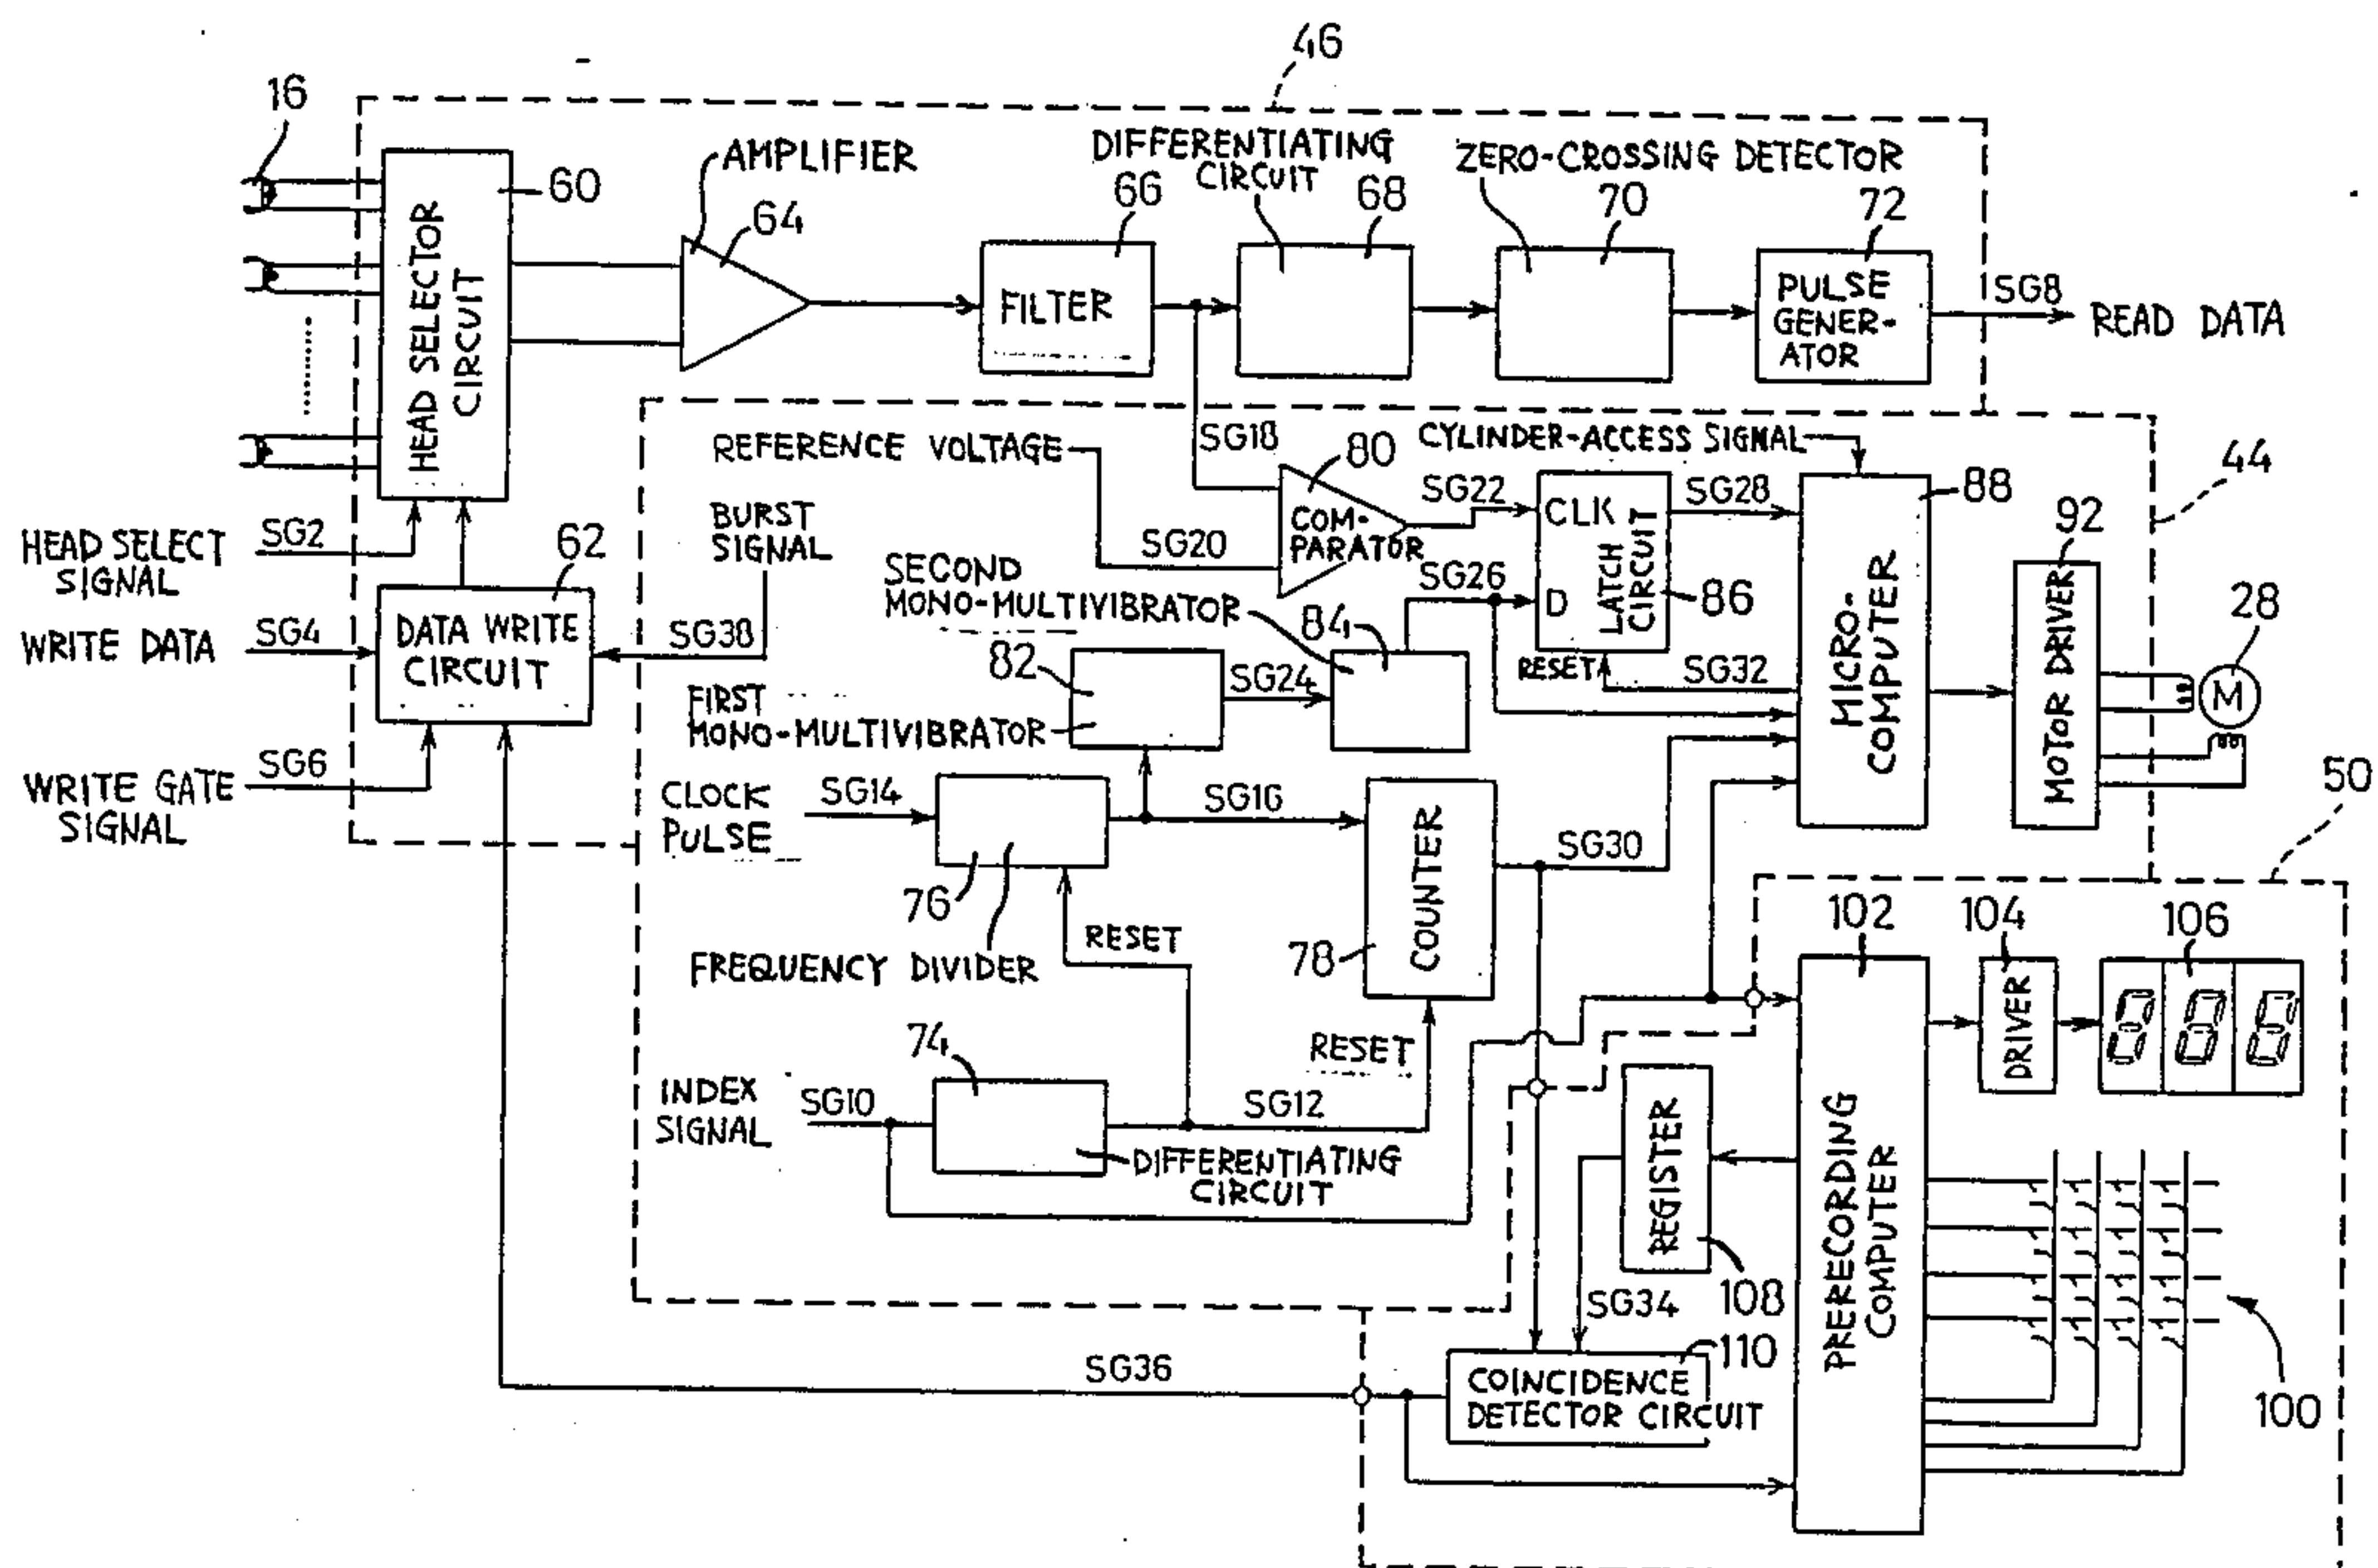 46
16
AMPLIFIER
DIFFERENTIATING
CIRCUIT
ZERO-CROSSING DETECTOR
60
64
66
68
70
72
HEAD SELECTOR
CIRCUIT
FILTER
PULSE
GENER-
ATOR
SG8
READ DATA
REFERENCE VOLTAGE
SG18
80
CYLINDER-ACCESS SIGNAL
44
HEAD SELECT
SIGNAL
SG2
62
BURST
SIGNAL
SG20
COM-
PARATOR
SG22
CLK
D
LATCH
CIRCUIT
86
SG28
88
92
SECOND
MONO-MULTIVIBRATOR
SG26
84
WRITE DATA
SG4
DATA WRITE
CIRCUIT
SG38
82
SG24
RESET
SG32
MICRO-
COMPUTER
MOTOR DRIVER
28
M
FIRST
MONO-MULTIVIBRATOR
WRITE GATE
SIGNAL
SG6
CLOCK
PULSE
SG14
SG16
COUNTER
SG30
50
76
FREQUENCY DIVIDER
RESET
78
102
104
106
DRIVER
8 8 8
74
RESET
INDEX
SIGNAL
SG10
SG12
DIFFERENTIATING
CIRCUIT
REGISTER
108
PRERECORDING
COMPUTER
SG34
110
100
SG36
COINCIDENCE
DETECTOR CIRCUIT